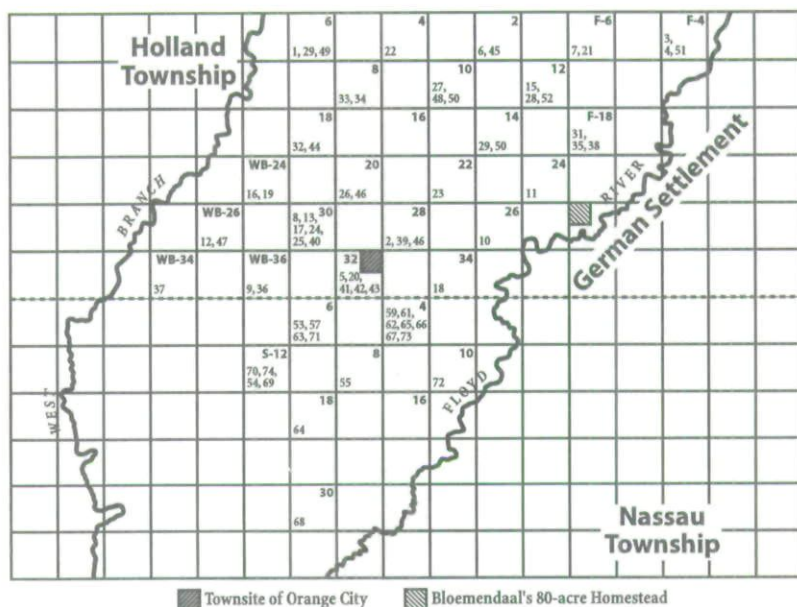 6 4 2 F-6 F-4
Holland
Township
1, 29, 49 22 6, 45 7, 21 3,
4, 51
8 10 12
33, 34 27,
48, 50 15,
28, 52
18 16 14 F-18
32, 44 29, 50 31,
35, 38
WB-24 20 22 24
16, 19 26, 46 23 11
BRANCH
RIVER
German Settlement
WB-26 30 28 26
12, 47 8, 13,
17, 24,
25, 40 2, 39, 46 10
WB-34 WB-36 32 34
37 9, 36 5, 20,
41, 42, 43 18
6 4
53, 57
63, 71 59, 61,
62, 65, 66
67, 73
S-12 8 10
70, 74,
54, 69 55 72
WEST
FLOYD
18 16
64
30
68
Nassau
Township
Townsite of Orange City Bloemendaal's 80-acre Homestead